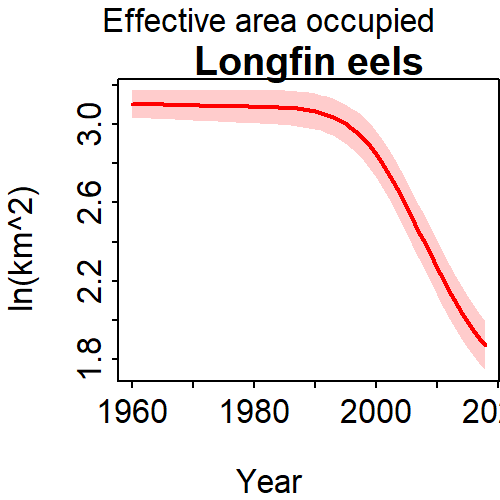 Effective area occupied
Longfin eels
ln(km^2)
3.0
2.6
2.2
1.8
1960 1980 2000 202
Year